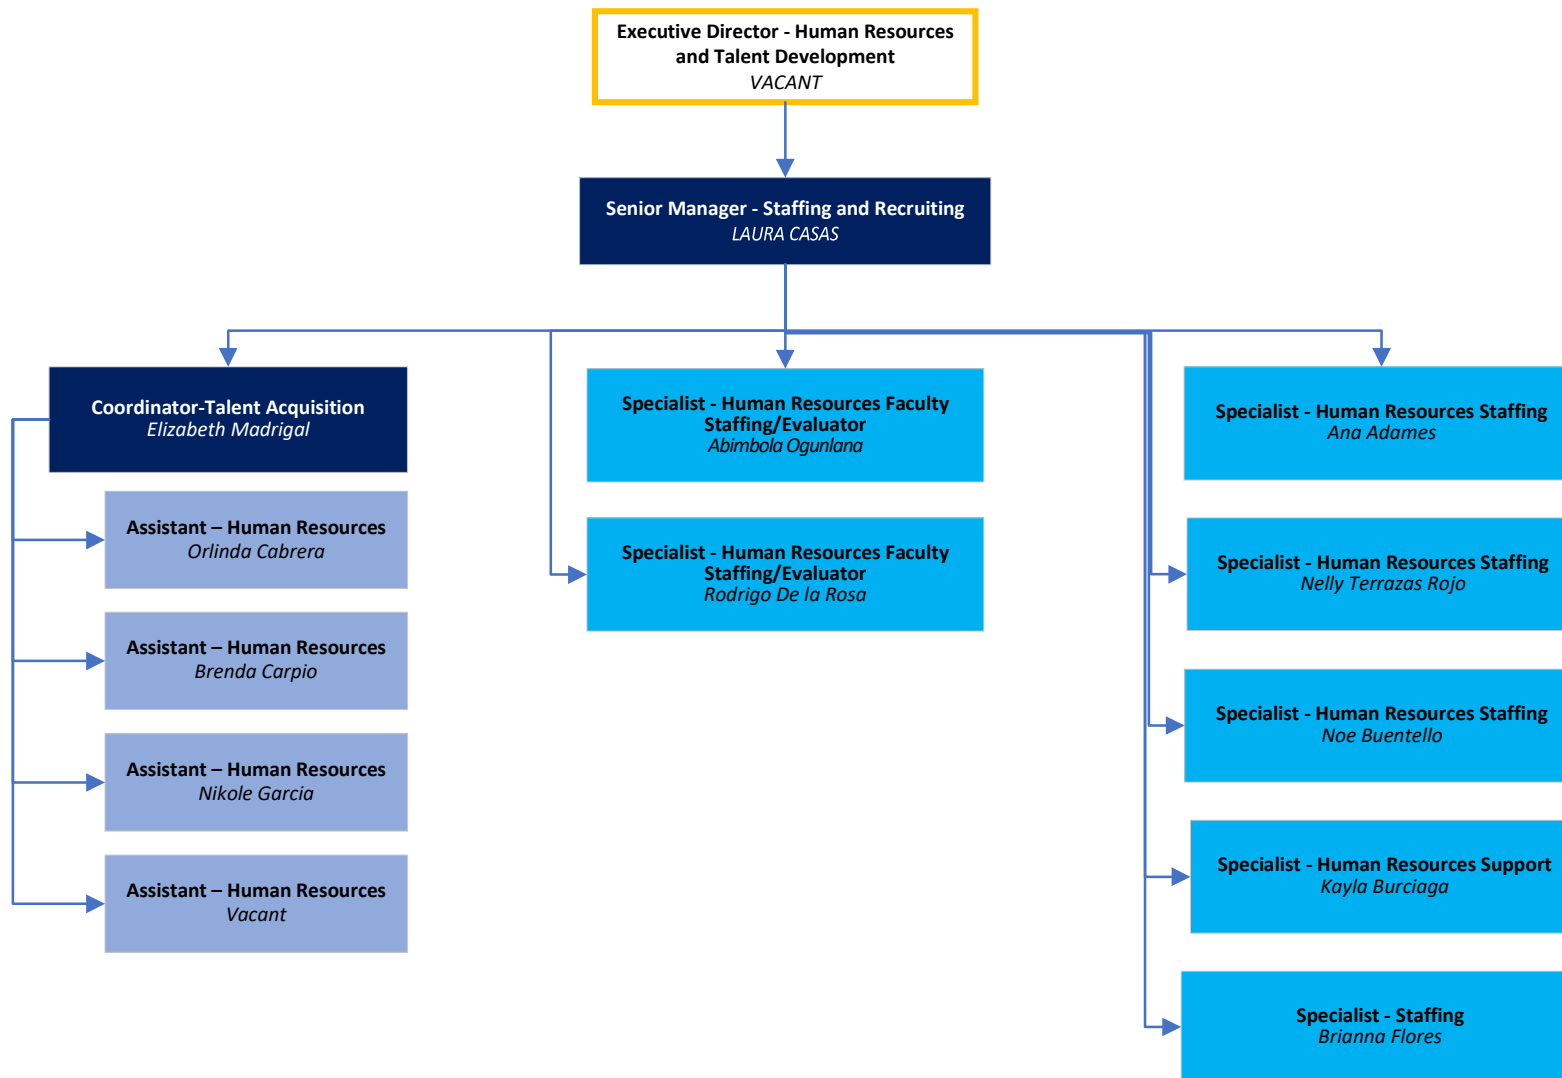 Executive Director - Human Resources
and Talent Development
VACANT
Senior Manager - Staffing and Recruiting
LAURA CASAS
Coordinator-Talent Acquisition
Elizabeth Madrigal
Assistant – Human Resources
Orlinda Cabrera
Assistant – Human Resources
Brenda Carpio
Assistant – Human Resources
Nikole Garcia
Assistant – Human Resources
Vacant
Specialist - Human Resources Faculty
Staffing/Evaluator
Abimbola Ogunlana
Specialist - Human Resources Faculty
Staffing/Evaluator
Rodrigo De la Rosa
Specialist - Human Resources Staffing
Ana Adames
Specialist - Human Resources Staffing
Nelly Terrazas Rojo
Specialist - Human Resources Staffing
Noe Buentello
Specialist - Human Resources Support
Kayla Burciaga
Specialist - Staffing
Brianna Flores